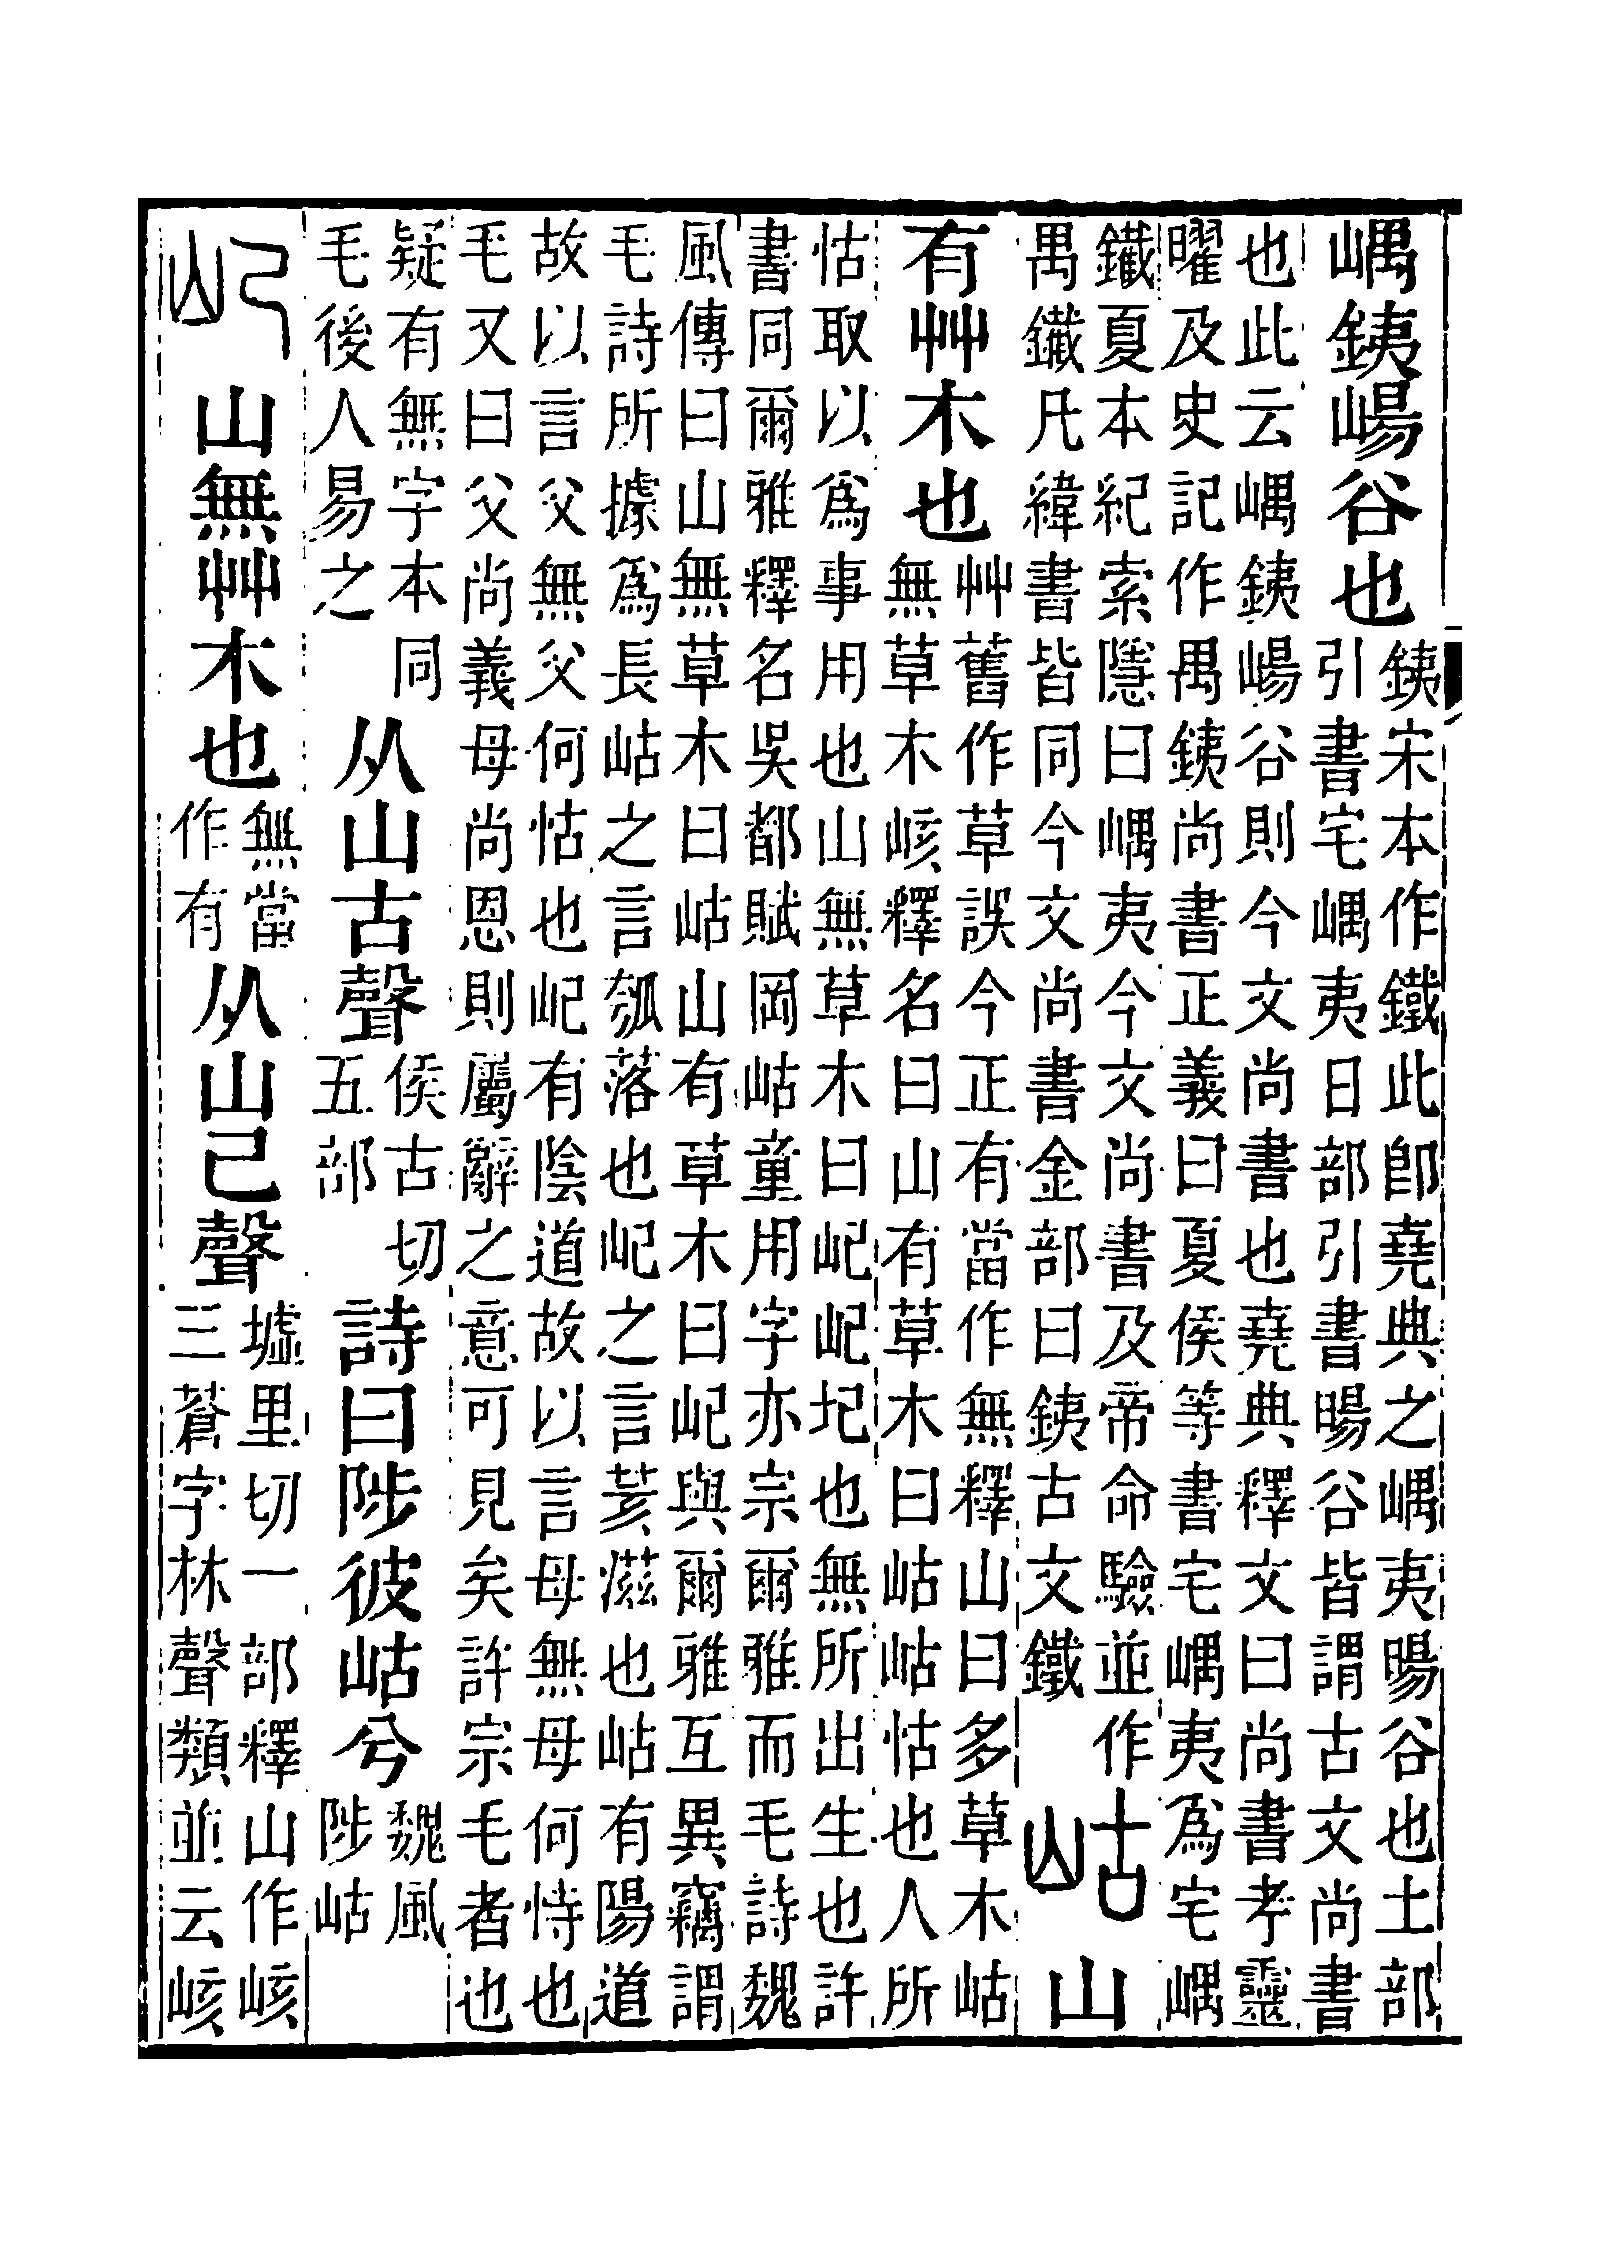 嵎銕崵谷也
銕宋本作鐵此卽堯典之嵎夷暘谷也土部
引書宅嵎夷日部引書暘谷皆謂古文尚書
也此云嵎銕崵谷則今文尚書也堯典釋文曰尚書考靈
曜及史記作禺銕尚書正義曰夏侯等書宅嵎夷爲宅嵎
鐵夏本紀索隱曰嵎夷今文尚書及帝命驗並作
禺鐵凡緯書皆同今文尚書金部曰銕古文鐵
岵 山
有艸木也
艸舊作草誤今正有當作無釋山曰多草木岵
無草木峐釋名曰山有草木曰岵岵怙也人所
怙取以爲事用也山無草木曰屺屺圮也無所出生也許
書同爾雅釋名吳都賦岡岵童用字亦宗爾雅而毛詩魏
風傳曰山無草木曰岵山有草木曰屺與爾雅互異竊謂
毛詩所據爲長岵之言瓠落也屺之言荄滋也岵有陽道
故以言父無父何怙也屺有陰道故以言母無母何恃也
毛又曰父尚義母尚恩則屬辭之意可見矣許宗毛者也
疑有無字本同
毛後人易之
从山古聲
侯古切
五部
詩曰陟彼岵兮
魏風
陟岵
屺 山無艸木也
無當
作有
从山己聲
墟里切一部釋山作峐
三蒼字林聲類並云峐